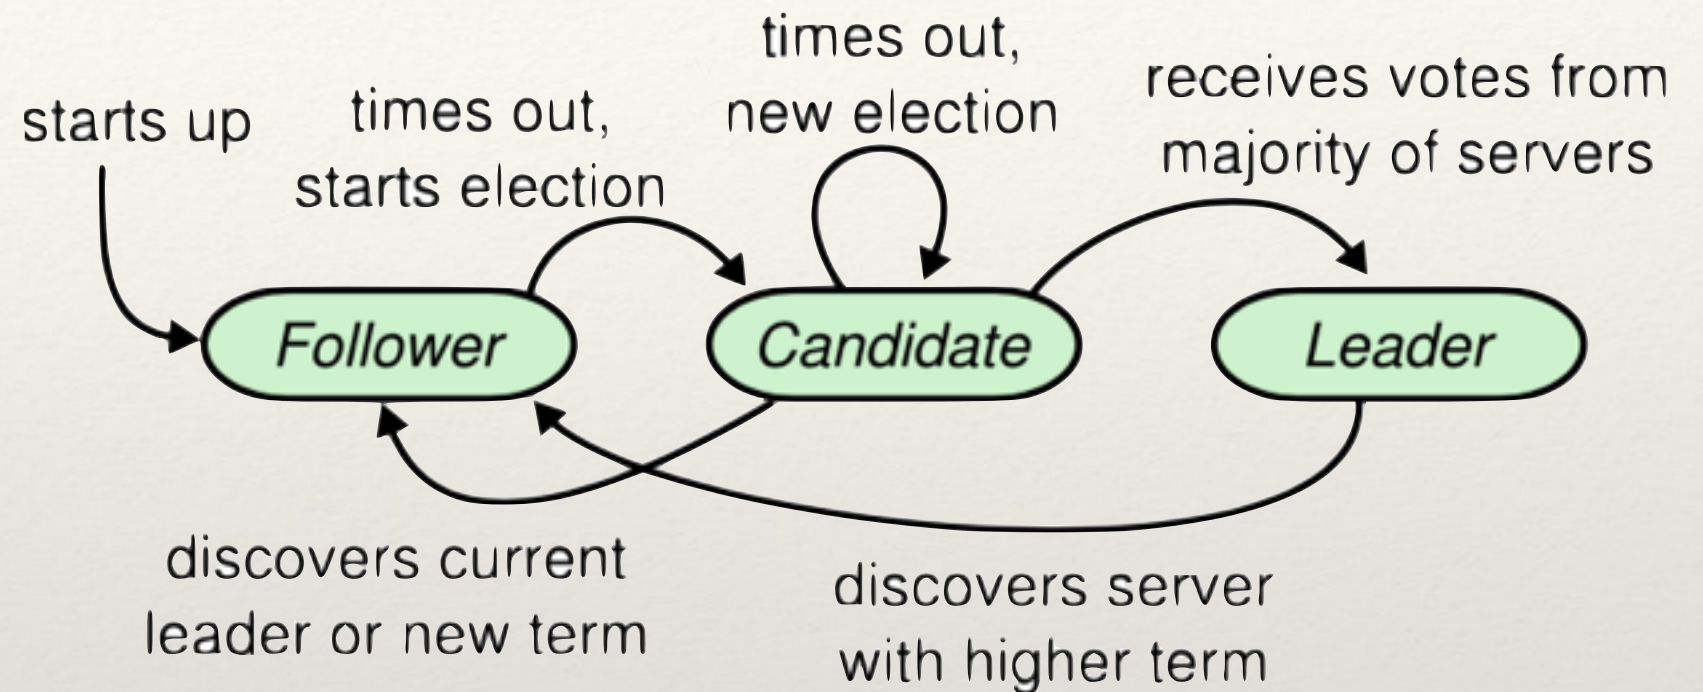 starts up
times out,
starts election
times out,
new election
receives votes from
majority of servers
Follower
Candidate
Leader
discovers current
leader or new term
discovers server
with higher term